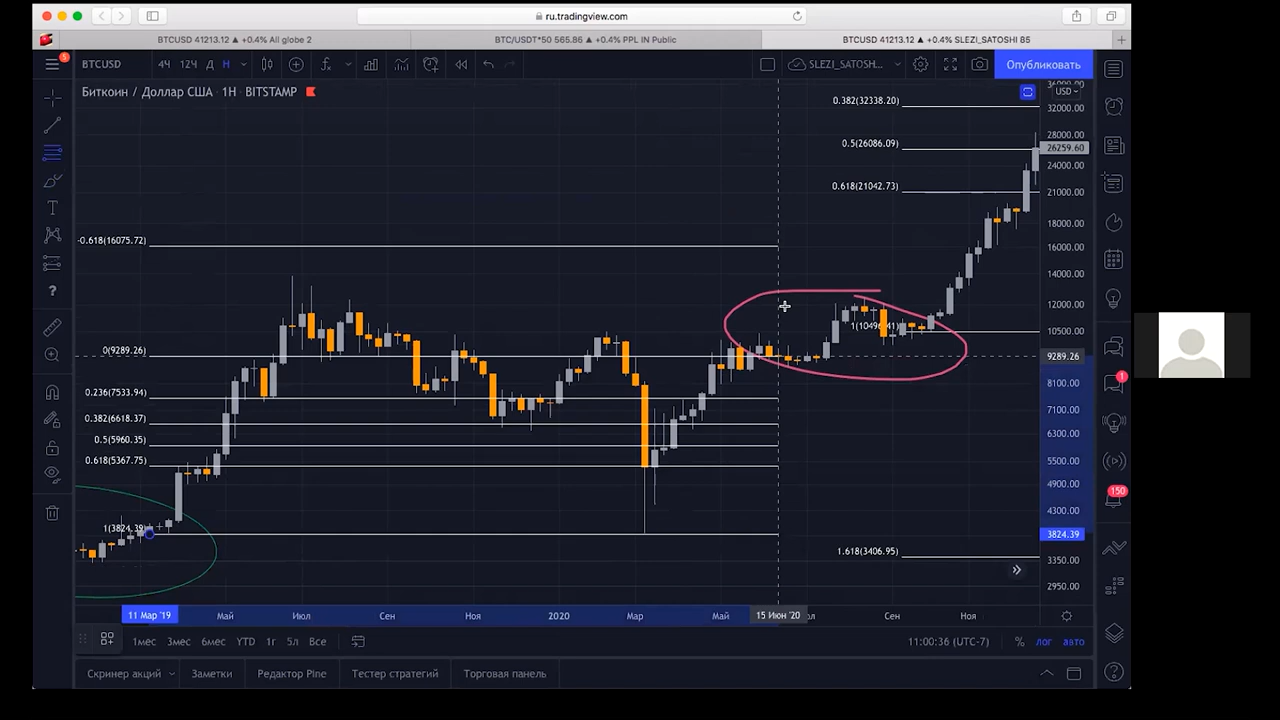 ru.tradingview.com
BTCUSD 41213.12 ▲ +0.4% All globe 2
BTC/USDT*50 565.86 ▲ +0.4% PPL IN Public
BTCUSD 41213.12 ▲ +0.4% SLEZI_SATOSHI 85
5
BTCUSD
4Ч
12Ч
Д
Н
SLEZI_SATOSH...
Опубликовать
Биткоин / Доллар США · 1Н · BITSTAMP
USD
0.382(32338.20)
32000.00
28000.00
0.5(26086.09)
26259.60
24000.00
0.618(21042.73)
21000.00
18000.00
-0.618(16075.72)
16000.00
14000.00
12000.00
10500.00
0(9289.26)
9289.26
8100.00
0.236(7533.94)
7100.00
0.382(6618.37)
6300.00
0.5(5960.35)
0.618(5367.75)
5500.00
4900.00
4300.00
1(3824.39)
3824.39
1.618(3406.95)
3350.00
2950.00
1
150
11 Мар '19
Май
Июл
Сен
Ноя
2020
Мар
Май
15 Июн '20
Сен
Ноя
1мес
3мес
6мес
YTD
1г
5л
Все
11:00:36 (UTC-7)
%
лог
авто
Скринер акций
Заметки
Редактор Pine
Тестер стратегий
Торговая панель